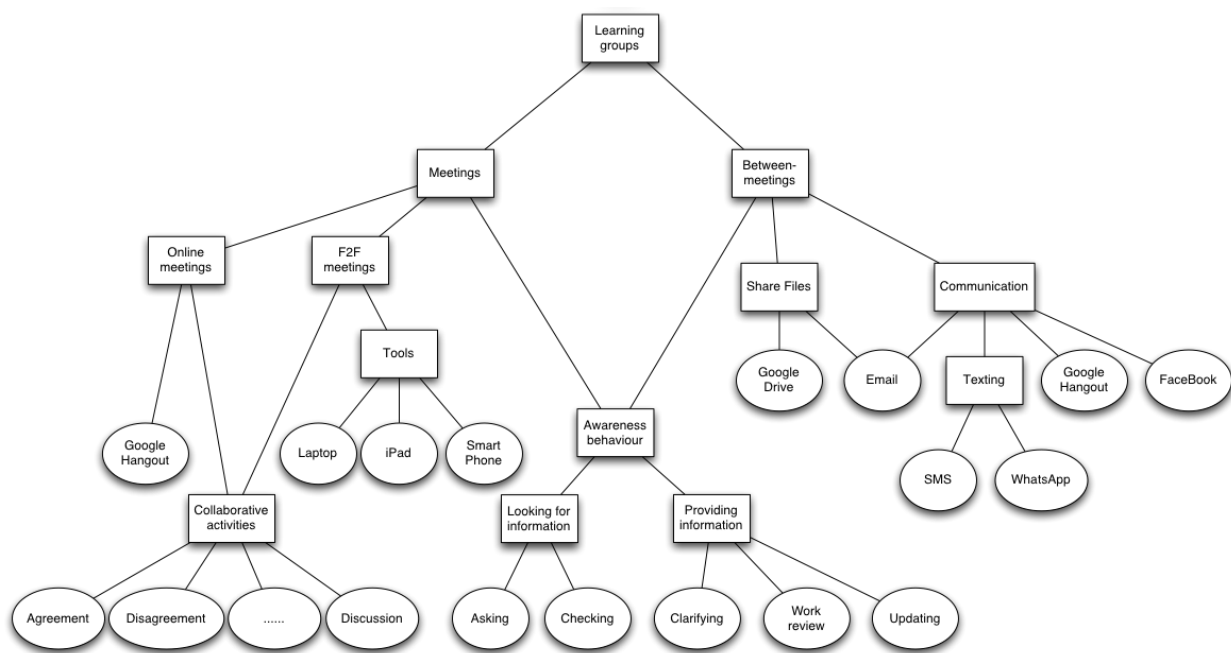 Learning
groups
Meetings
Between-
meetings
Online
meetings
F2F
meetings
Share Files
Communication
Tools
Google
Drive
Email
Texting
Google
Hangout
FaceBook
Awareness
behaviour
Google
Hangout
Laptop
iPad
Smart
Phone
SMS
WhatsApp
Collaborative
activities
Looking for
information
Providing
information
Agreement
Disagreement
......
Discussion
Asking
Checking
Clarifying
Work
review
Updating